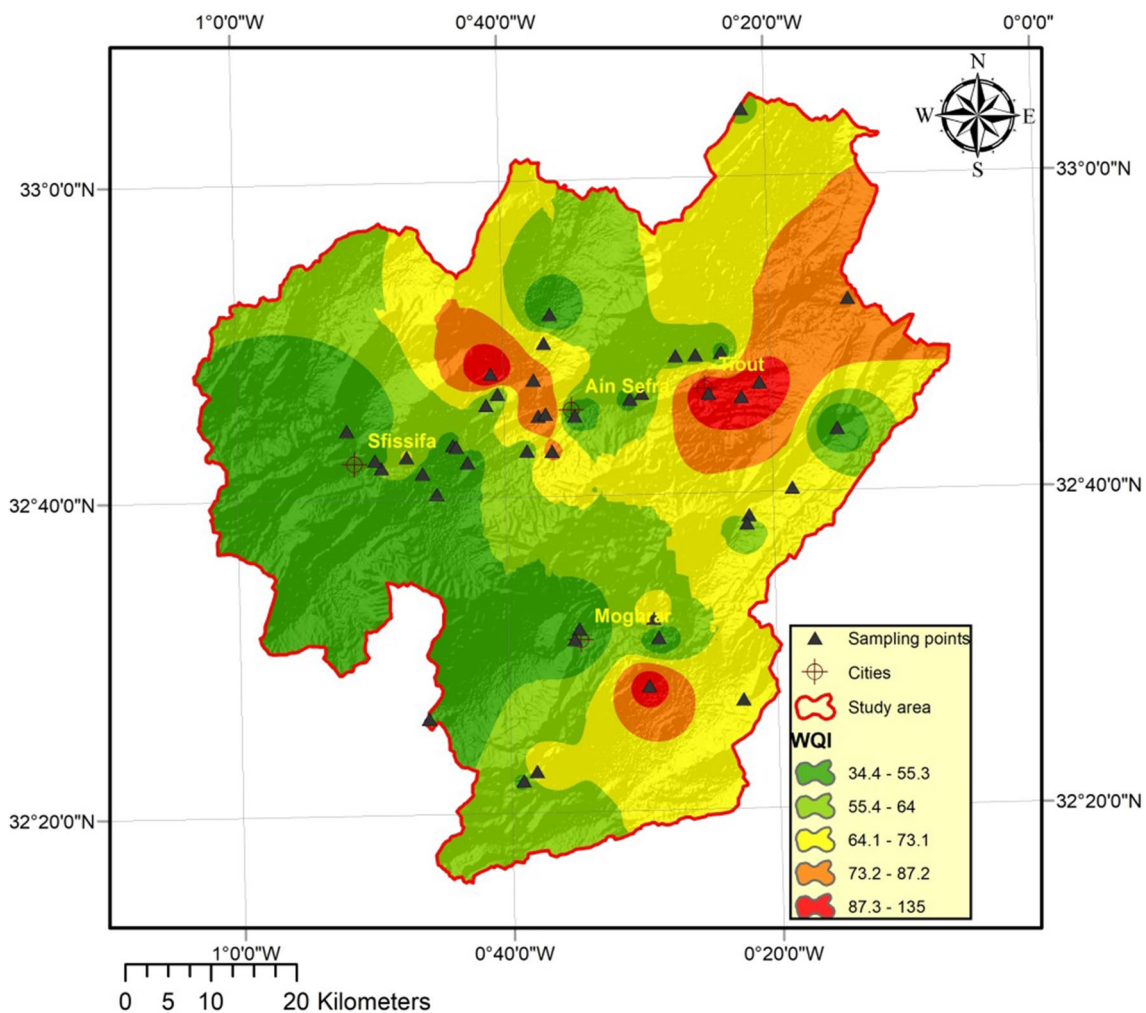 1°0'0"W 0°40'0"W 0°20'0"W 0°0'0"
N
W E
S
33°0'0"N 33°0'0"N
Tiout
Ain Sefra
Sfissifa
32°40'0"N 32°40'0"N
Moghrar
Sampling points
Cities
Study area
WQI
34.4 - 55.3
55.4 - 64
64.1 - 73.1
73.2 - 87.2
87.3 - 135
32°20'0"N 32°20'0"N
1°0'0"W 0°40'0"W 0°20'0"W
0 5 10 20 Kilometers